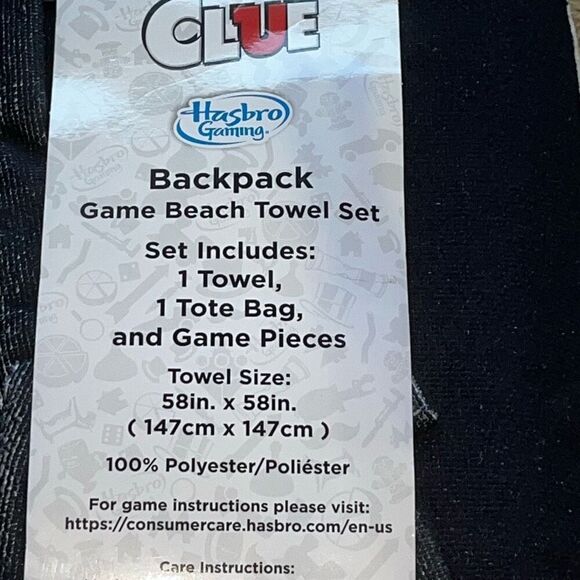 CLUE
Hasbro
Gaming
Backpack
Game Beach Towel Set
Set Includes:
1 Towel,
1 Tote Bag,
and Game Pieces
Towel Size:
58in. x 58in.
( 147cm x 147cm )
100% Polyester/Poliéster
For game instructions please visit:
https://consumercare.hasbro.com/en-us
Care Instructions: